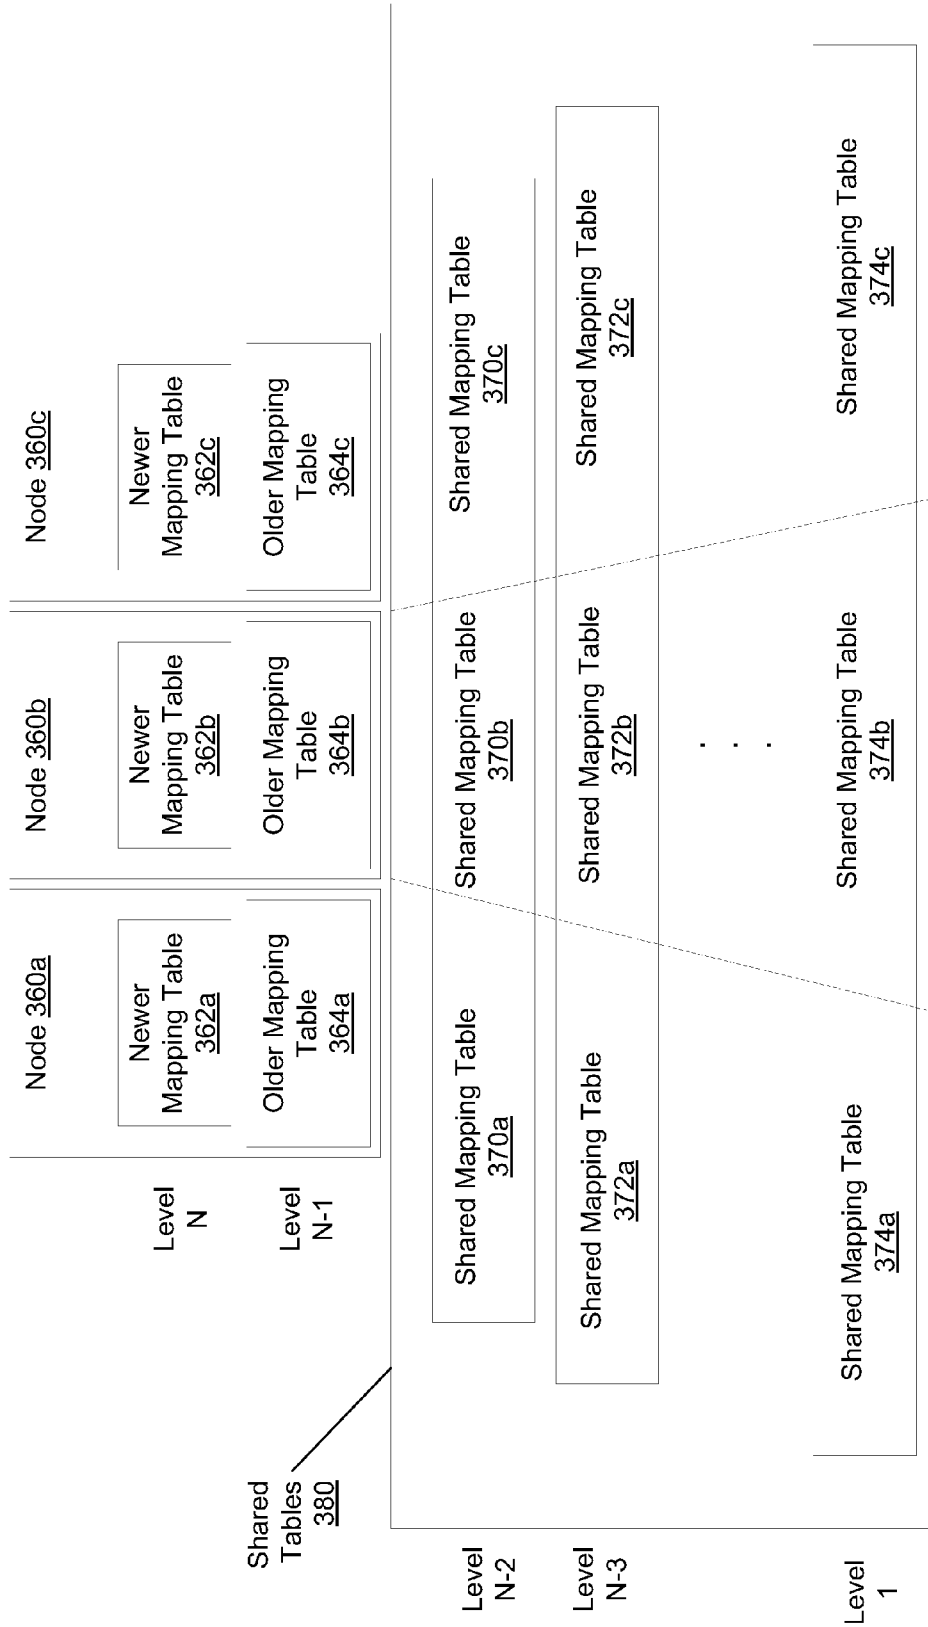 Node 360a
Node 360b
Node 360c
Level
N
Newer
Mapping Table
362a
Newer
Mapping Table
362b
Newer
Mapping Table
362c
Level
N-1
Older Mapping
Table
364a
Older Mapping
Table
364b
Older Mapping
Table
364c
Shared
Tables
380
Level
N-2
Shared Mapping Table
370a
Shared Mapping Table
370b
Shared Mapping Table
370c
Level
N-3
Shared Mapping Table
372a
Shared Mapping Table
372b
Shared Mapping Table
372c
. . .
Level
1
Shared Mapping Table
374a
Shared Mapping Table
374b
Shared Mapping Table
374c